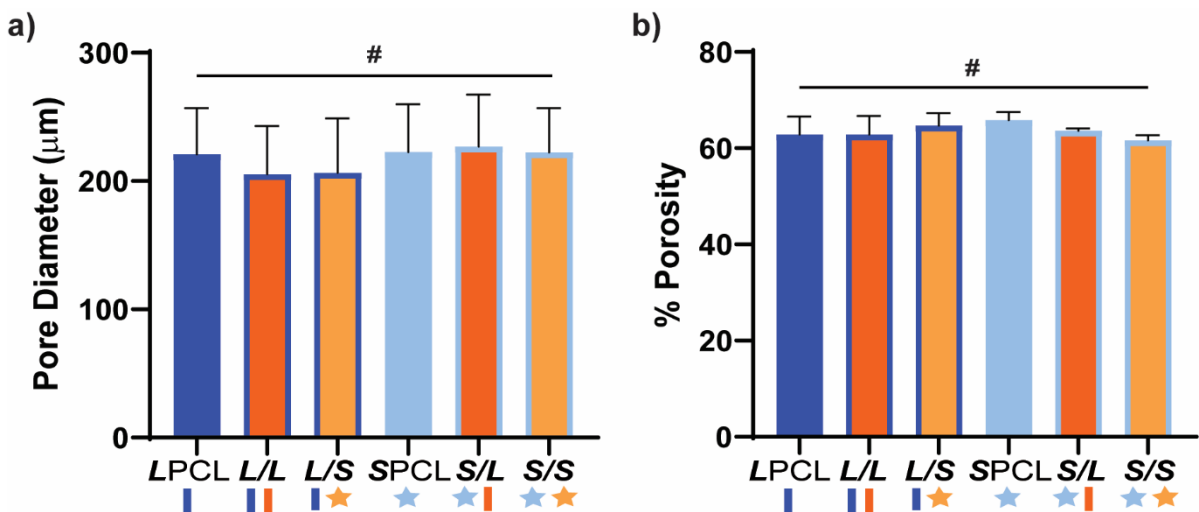 a)
Pore Diameter (μm)
300
200
100
0
#
LPCL L/L L/S SPCL S/L S/S
b)
% Porosity
80
60
40
20
0
#
LPCL L/L L/S SPCL S/L S/S